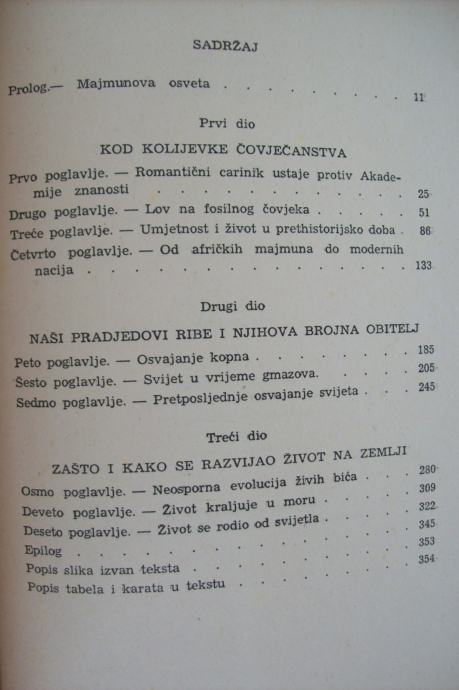 SADRŽAJ
Prolog.— Majmunova osveta . . . . . . . . . 11
Prvi dio
KOD KOLIJEVKE ČOVJEČANSTVA
Prvo poglavlje. — Romantični carinik ustaje protiv Akade-
mije znanosti . . . . . . . . . . . 25
Drugo poglavlje. — Lov na fosilnog čovjeka . . . . . 51
Treće poglavlje. — Umjetnost i život u prethistorijsko doba . 86
Četvrto poglavlje. — Od afričkih majmuna do modernih
nacija . . . . . . . . . . . . . . 133
Drugi dio
NAŠI PRADJEDOVI RIBE I NJIHOVA BROJNA OBITELJ
Peto poglavlje. — Osvajanje kopna . . . . . . . 185
Šesto poglavlje. — Svijet u vrijeme gmazova. . . . . 205
Sedmo poglavlje. — Pretposljednje osvajanje svijeta . . . 245
Treći dio
ZAŠTO I KAKO SE RAZVIJAO ŽIVOT NA ZEMLJI
Osmo poglavlje. — Neosporna evolucija živih bića . . . 280
Deveto poglavlje. — Život kraljuje u moru . . . . 309
Deseto poglavlje. — Život se rodio od svijetla . . . . 322
Epilog . . . . . . . . . . . . . . 345
Popis slika izvan teksta . . . . . . . . . 353
Popis tabela i karata u tekstu . . . . . . . . 354